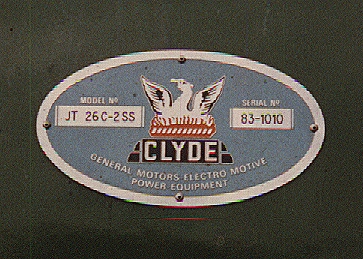 MODEL Nº
JT 26C-2SS
SERIAL Nº
83-1010
CLYDE
GENERAL MOTORS ELECTRO MOTIVE
POWER EQUIPMENT